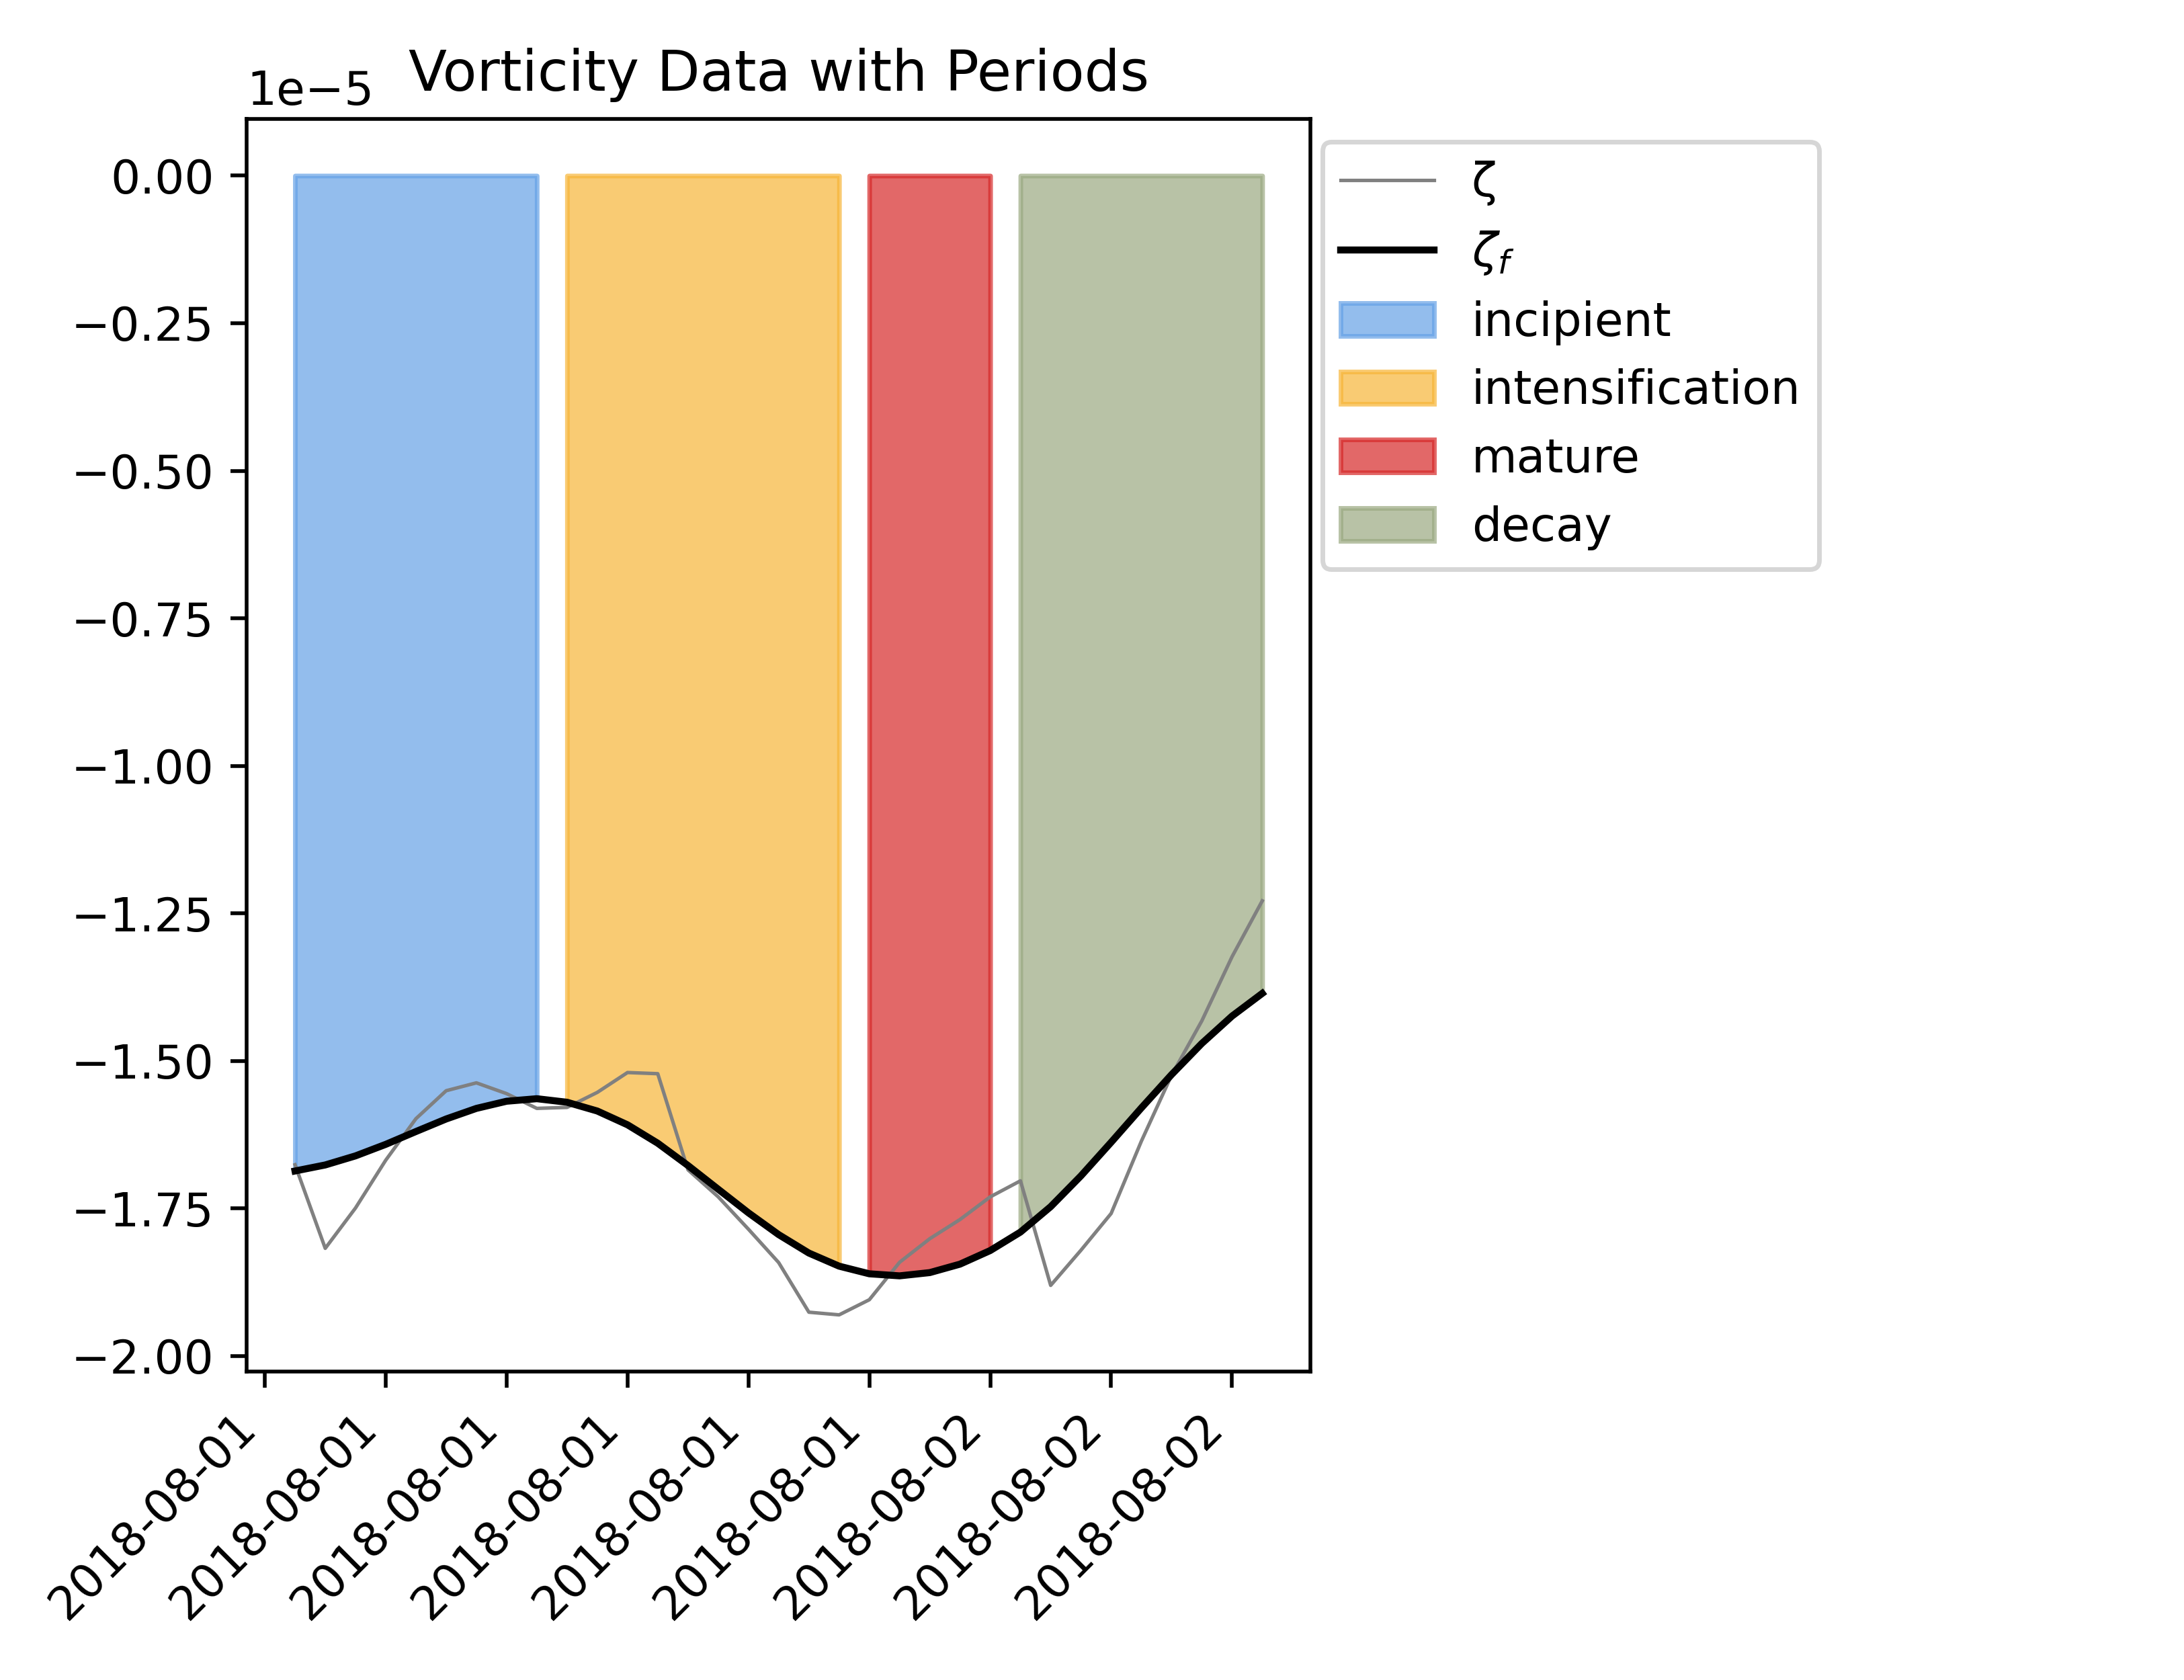 Vorticity Data with Periods
1e−5
0.00
−0.25
−0.50
−0.75
−1.00
−1.25
−1.50
−1.75
−2.00
2018-08-01
2018-08-01
2018-08-01
2018-08-01
2018-08-01
2018-08-01
2018-08-02
2018-08-02
2018-08-02
ζ
ζf
incipient
intensification
mature
decay